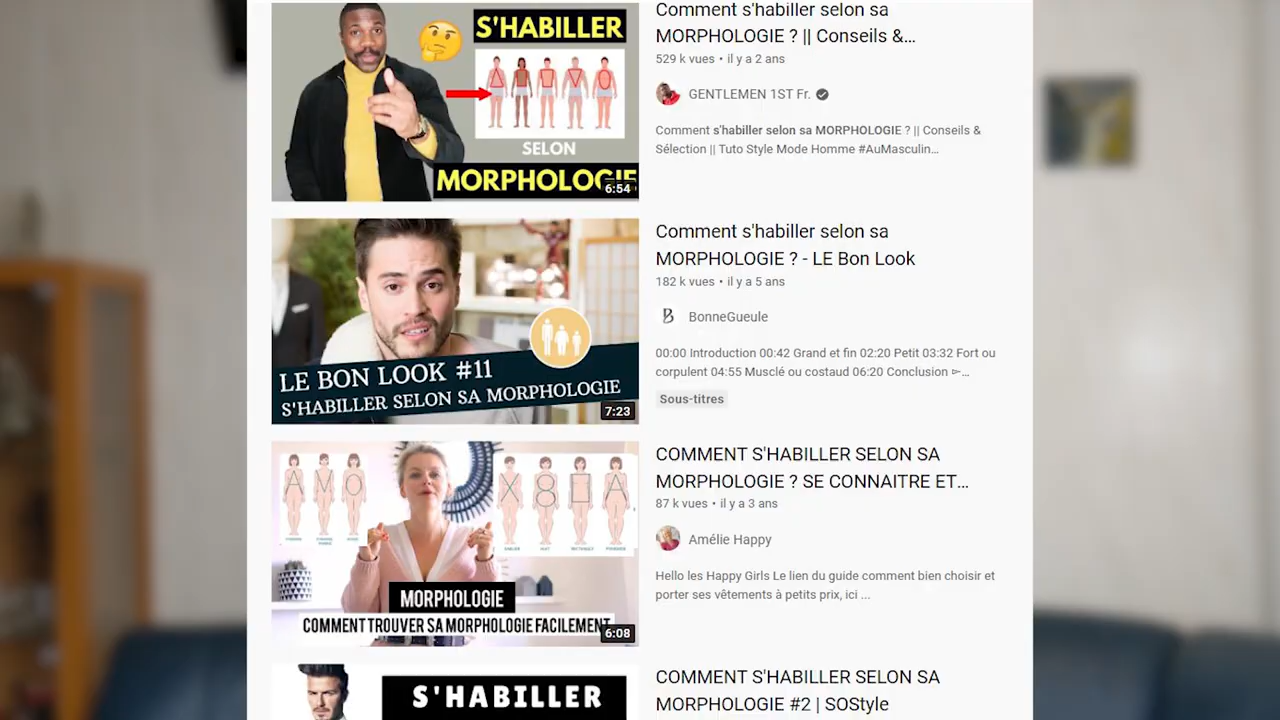 S'HABILLER
SELON
MORPHOLOGIE
6:54
Comment s'habiller selon sa
MORPHOLOGIE ? || Conseils &...
529 k vues • il y a 2 ans
GENTLEMEN 1ST Fr.
Comment s'habiller selon sa MORPHOLOGIE ? || Conseils &
Sélection || Tuto Style Mode Homme #AuMasculin...
LE BON LOOK #11
S'HABILLER SELON SA MORPHOLOGIE
7:23
Comment s'habiller selon sa
MORPHOLOGIE ? - LE Bon Look
182 k vues • il y a 5 ans
BonneGueule
00:00 Introduction 00:42 Grand et fin 02:20 Petit 03:32 Fort ou
corpulent 04:55 Musclé ou costaud 06:20 Conclusion ➳...
Sous-titres
MORPHOLOGIE
COMMENT TROUVER SA MORPHOLOGIE FACILEMENT
6:08
COMMENT S'HABILLER SELON SA
MORPHOLOGIE ? SE CONNAITRE ET...
87 k vues • il y a 3 ans
Amélie Happy
Hello les Happy Girls Le lien du guide comment bien choisir et
porter ses vêtements à petits prix, ici ...
S'HABILLER
COMMENT S'HABILLER SELON SA
MORPHOLOGIE #2 | SOStyle